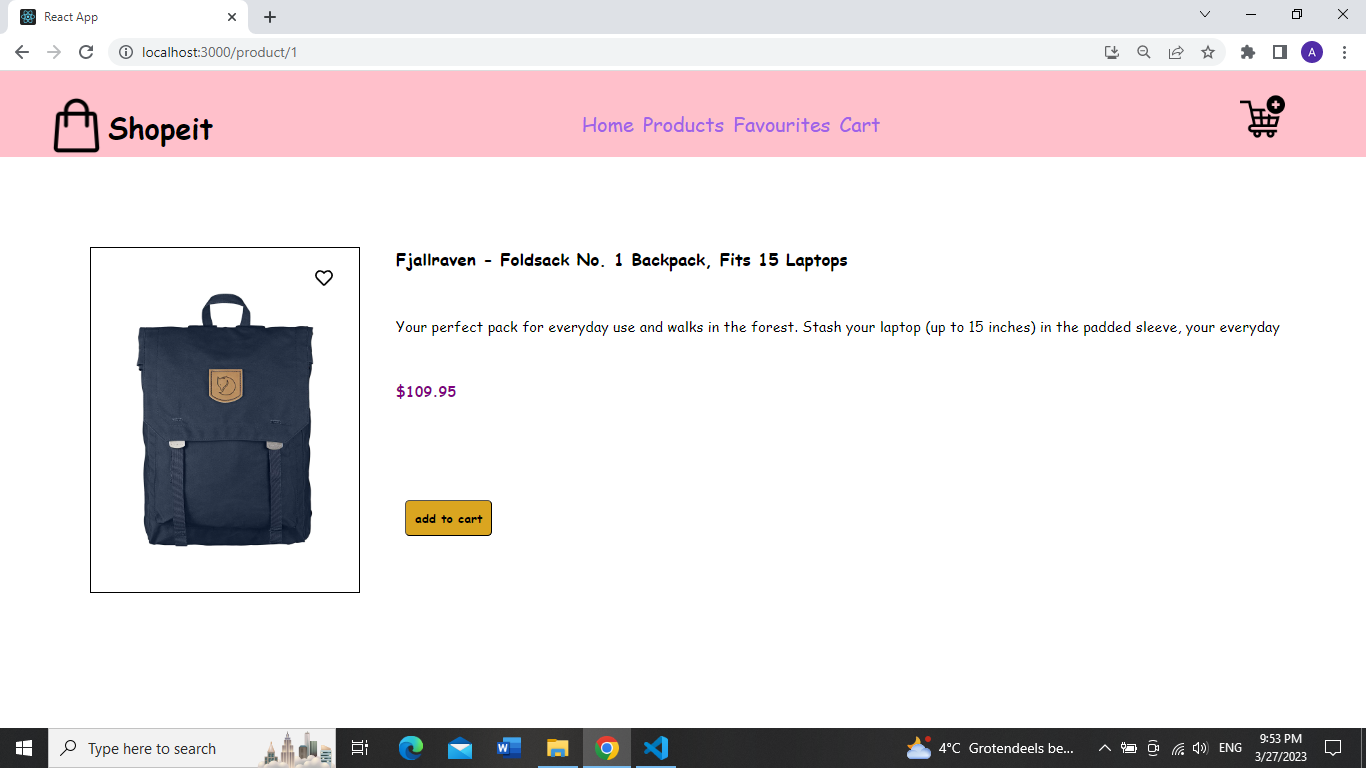 React App
localhost:3000/product/1
A
Shopeit
Home Products Favourites Cart
Fjallraven - Foldsack No. 1 Backpack, Fits 15 Laptops
Your perfect pack for everyday use and walks in the forest. Stash your laptop (up to 15 inches) in the padded sleeve, your everyday
$109.95
add to cart
Type here to search
4°C Grotendeels be...
ENG
9:53 PM
3/27/2023